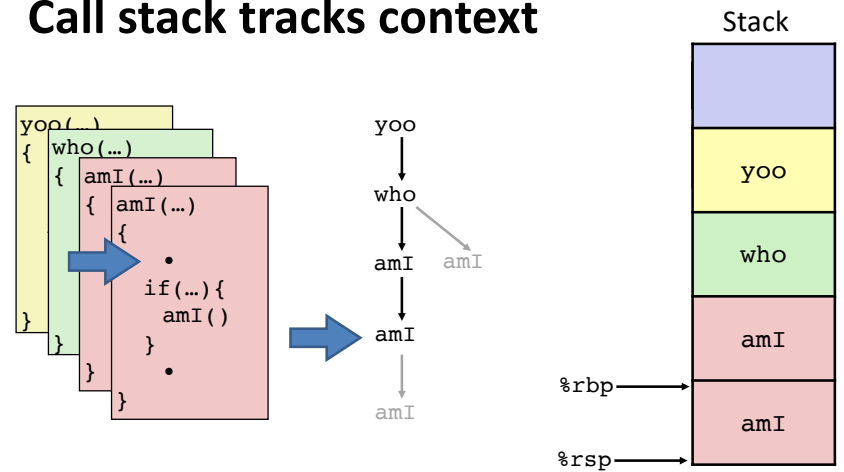 Call stack tracks context
Stack
yoo(…)
{
}
who(…)
{
}
amI(…)
{
}
amI(…)
{
•
if(…){
amI()
}
•
}
yoo
who
amI amI
amI
amI
yoo
who
amI
%rbp
amI
%rsp